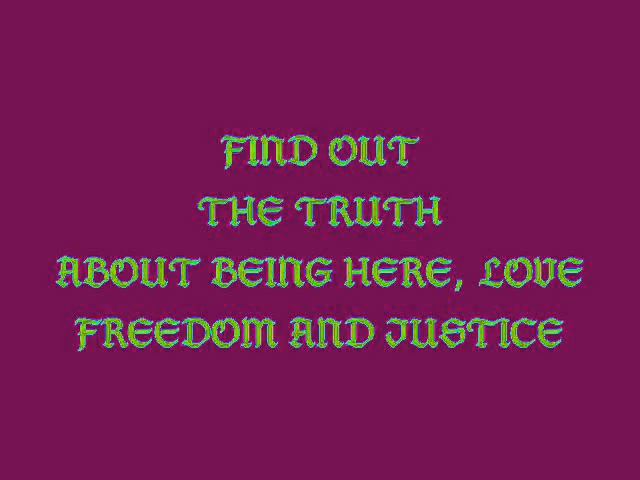 FIND OUT
THE TRUTH
ABOUT BEING HERE, LOVE
FREEDOM AND JUSTICE